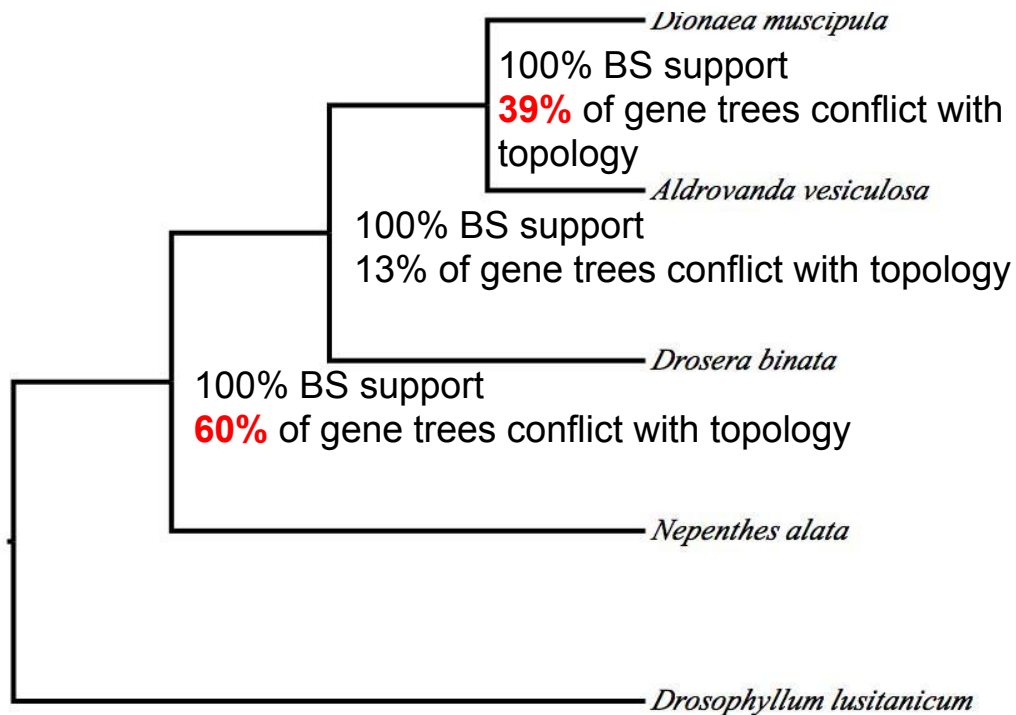 Dionaea muscipula
100% BS support
39% of gene trees conflict with
topology
Aldrovanda vesiculosa
100% BS support
13% of gene trees conflict with topology
Drosera binata
100% BS support
60% of gene trees conflict with topology
Nepenthes alata
Drosophyllum lusitanicum